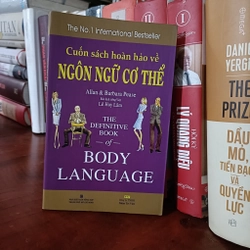 The No.1 International Bestseller
Cuốn sách hoàn hảo về
NGÔN NGỮ CƠ THỂ
Allan & Barbara Pease
Lê Huy Lâm
THE
DEFINITIVE
BOOK
of
BODY
LANGUAGE
LÝ QUANG DIỆU
II
DANIEL
YERGIN
THE
PRIZE
DẦU MỎ
TIỀN BẠC
VÀ QUYỀN
LỰC